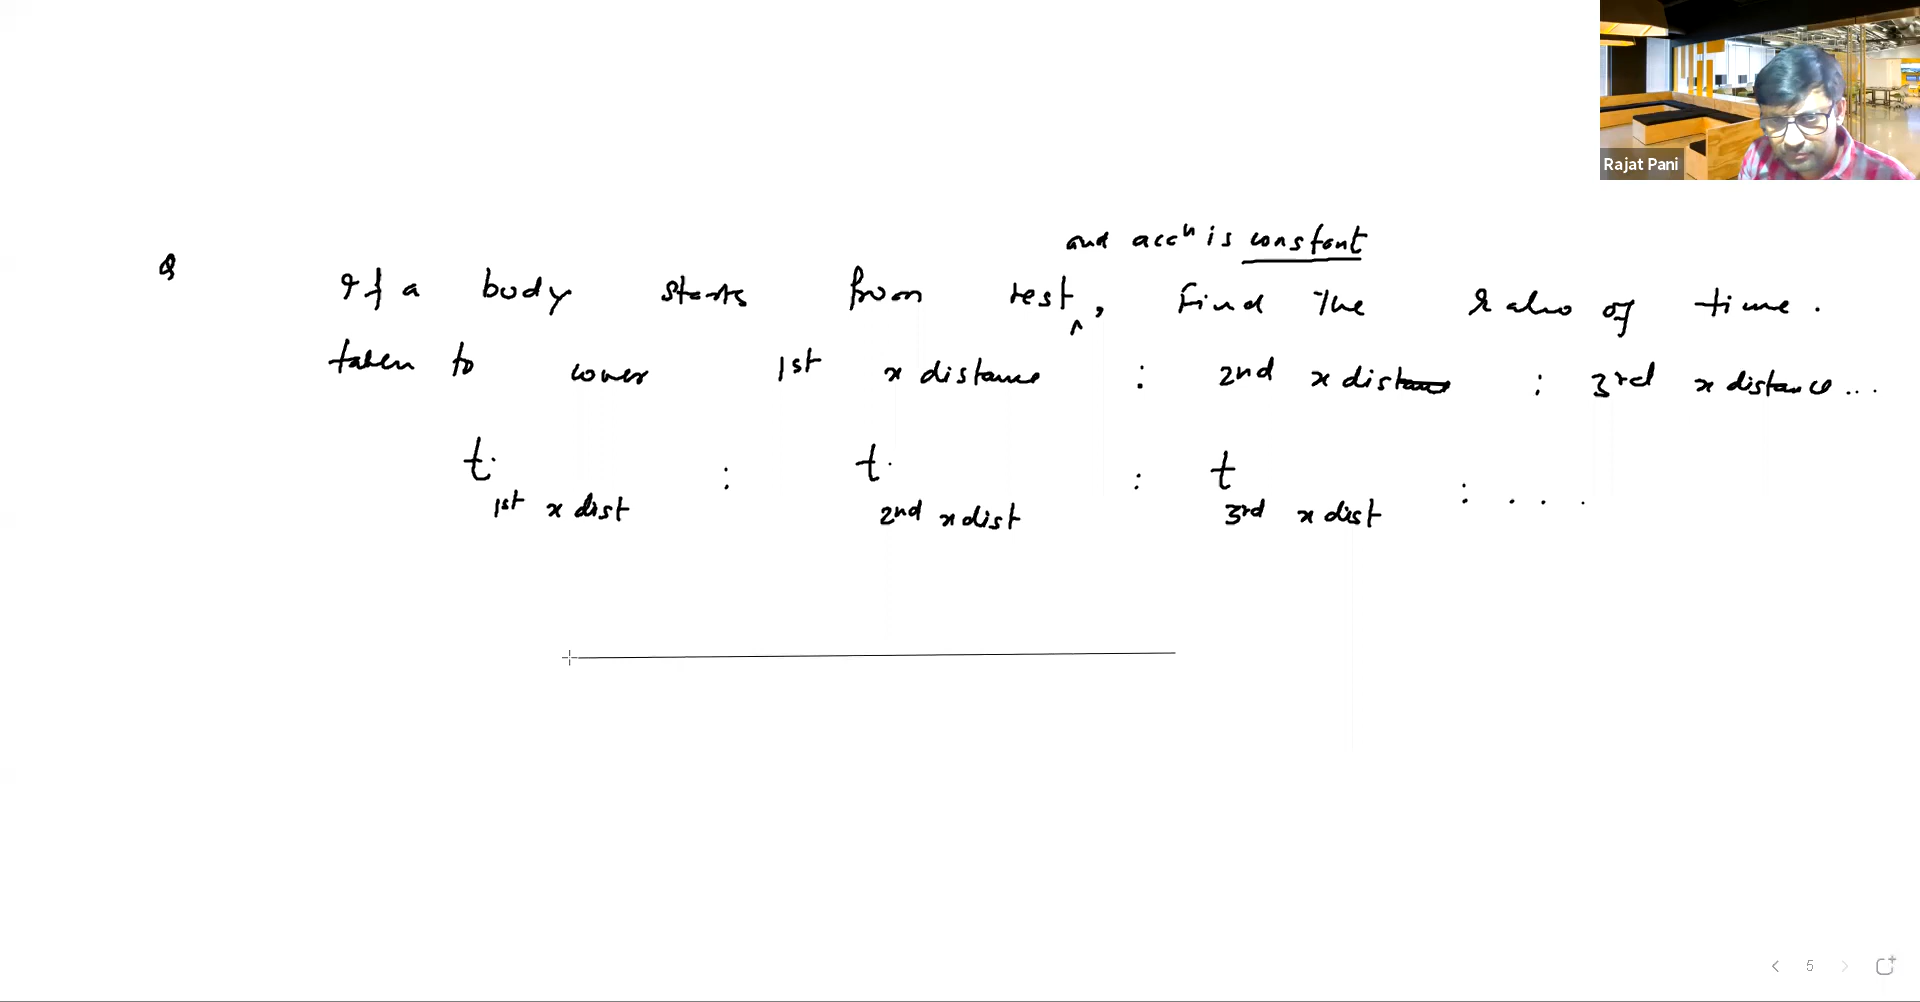 Rajat Pani
and accⁿ is constant
Q If a body starts from rest ^, Find the Ratio of time.
taken to cover 1st x distance : 2nd x distance : 3rd x distance...
t 1st x dist : t 2nd x dist : t 3rd x dist : ....
5